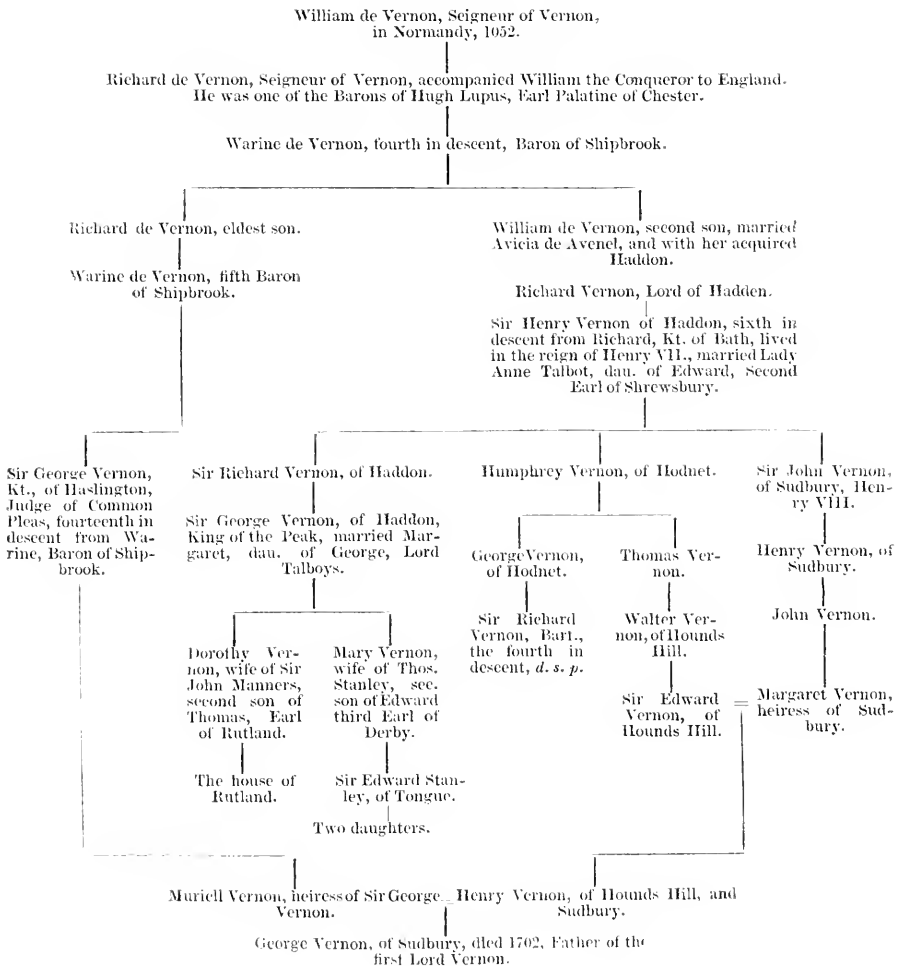 William de Vernon, Seigneur of Vernon,
in Normandy, 1052.
Richard de Vernon, Seigneur of Vernon, accompanied William the Conqueror to England.
He was one of the Barons of Hugh Lupus, Earl Palatine of Chester.
Warine de Vernon, fourth in descent, Baron of Shipbrook.
Richard de Vernon, eldest son.
Warine de Vernon, fifth Baron
of Shipbrook.
William de Vernon, second son, married
Avicia de Avenel, and with her acquired
Haddon.
Richard Vernon, Lord of Hadden.
Sir Henry Vernon of Haddon, sixth in
descent from Richard, Kt. of Bath, lived
in the reign of Henry VII., married Lady
Anne Talbot, dau. of Edward, Second
Earl of Shrewsbury.
Sir George Vernon,
Kt., of Haslington,
Judge of Common
Pleas, fourteenth in
descent from Wa-
rine, Baron of Ship-
brook.
Sir Richard Vernon, of Haddon.
Sir George Vernon, of Haddon,
King of the Peak, married Mar-
garet, dau. of George, Lord
Talboys.
Dorothy Ver-
non, wife of Sir
John Manners,
second son of
Thomas, Earl
of Rutland.
The house of
Rutland.
Mary Vernon,
wife of Thos.
Stanley, sec.
son of Edward
third Earl of
Derby.
Sir Edward Stan-
ley, of Tongue.
Two daughters.
Humphrey Vernon, of Hodnet.
George Vernon,
of Hodnet.
Sir Richard
Vernon, Bart.,
the fourth in
descent, d. s. p.
Thomas Ver-
non.
Walter Ver-
non, of Hounds
Hill.
Sir Edward
Vernon, of
Hounds Hill.
=
Sir John Vernon,
of Sudbury, Hen-
ry VIII.
Henry Vernon, of
Sudbury.
John Vernon.
Margaret Vernon,
heiress of Sud-
bury.
Muriell Vernon, heiress of Sir George
Vernon.
Henry Vernon, of Hounds Hill, and
Sudbury.
George Vernon, of Sudbury, died 1702, Father of the
first Lord Vernon.